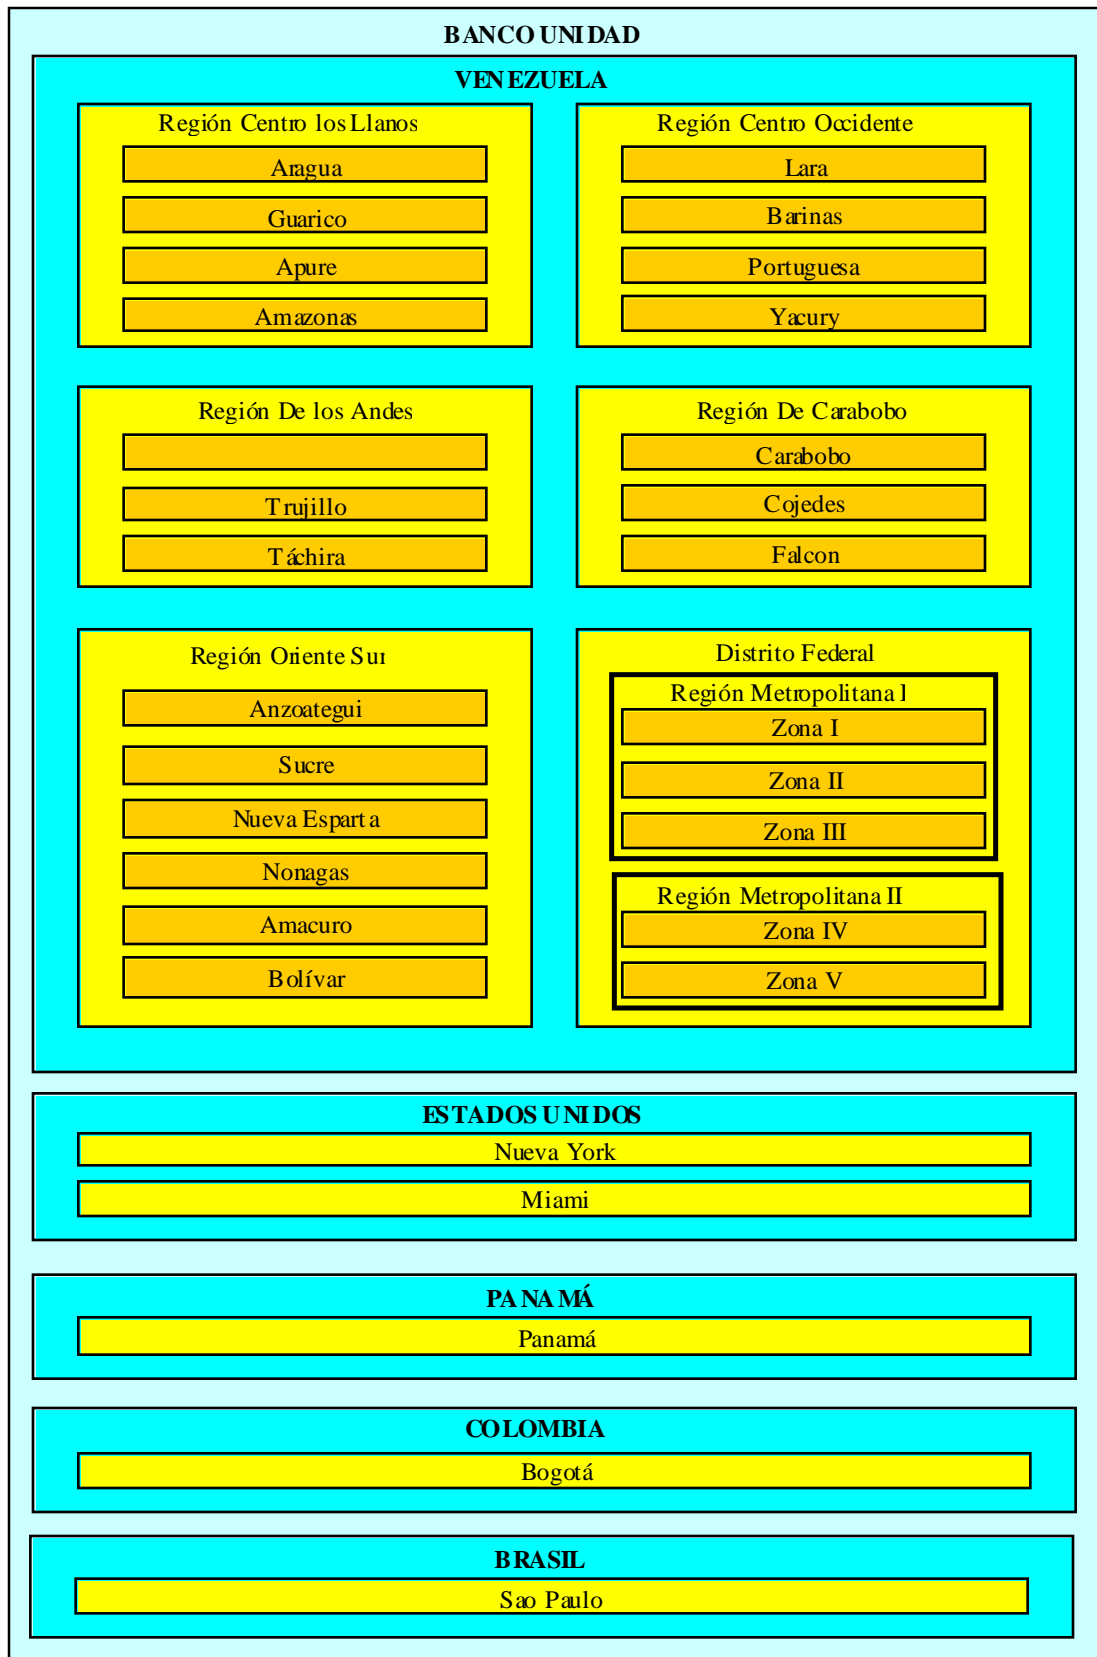 BANCO UNIDAD
VENEZUELA
Región Centro los Llanos
Aragua
Guarico
Apure
Amazonas
Región Centro Occidente
Lara
Barinas
Portuguesa
Yacury
Región De los Andes
Trujillo
Táchira
Región De Carabobo
Carabobo
Cojedes
Falcon
Región Oriente Sur
Anzoategui
Sucre
Nueva Esparta
Nonagas
Amacuro
Bolívar
Distrito Federal
Región Metropolitana I
Zona I
Zona II
Zona III
Región Metropolitana II
Zona IV
Zona V
ESTADOS UNIDOS
Nueva York
Miami
PANAMÁ
Panamá
COLOMBIA
Bogotá
BRASIL
Sao Paulo